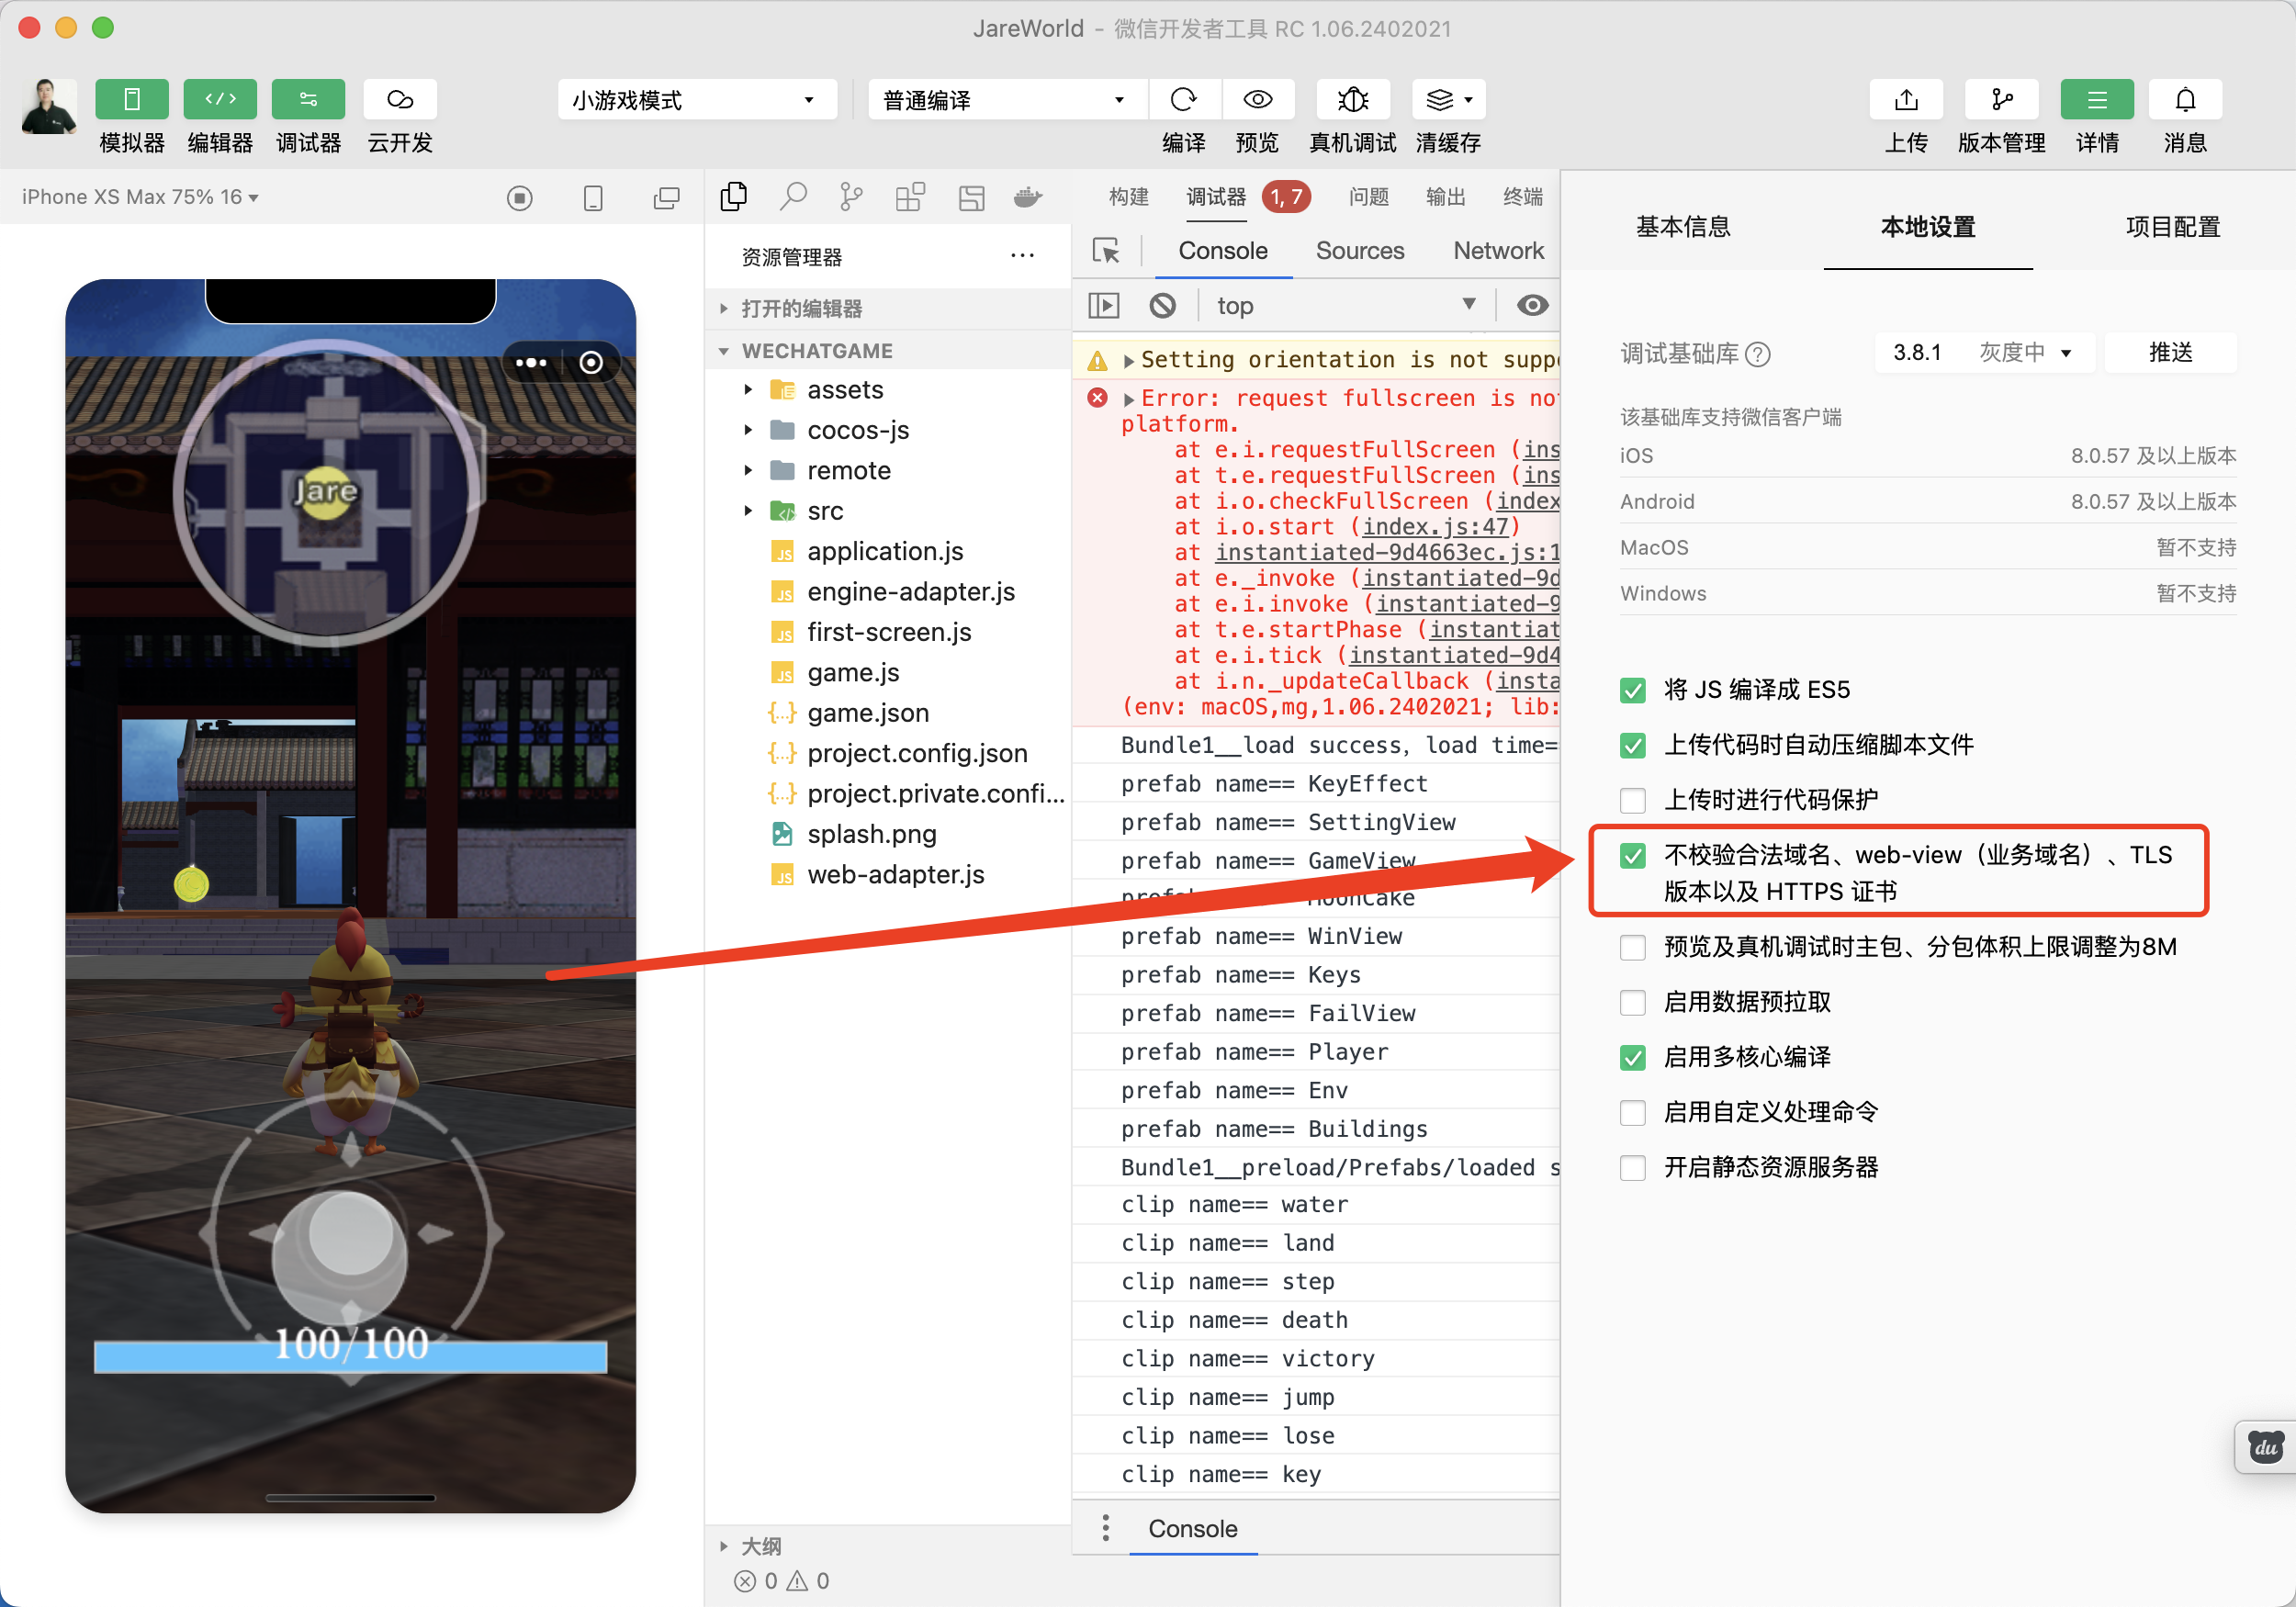 JareWorld - 微信开发者工具 RC 1.06.2402021
小游戏模式
普通编译
模拟器
编辑器
调试器
云开发
编译
预览
真机调试
清缓存
上传
版本管理
详情
消息
iPhone XS Max 75% 16
Jare
100/100
资源管理器
打开的编辑器
WECHATGAME
assets
cocos-js
remote
src
application.js
engine-adapter.js
first-screen.js
game.js
game.json
project.config.json
project.private.confi...
splash.png
web-adapter.js
大纲
0
0
构建
调试器
1, 7
问题
输出
终端
Console
Sources
Network
top
Setting orientation is not supp
Error: request fullscreen is no
platform.
at e.i.requestFullScreen (ins
at t.e.requestFullScreen (ins
at i.o.checkFullScreen (index
at i.o.start (index.js:47)
at instantiated-9d4663ec.js:1
at e._invoke (instantiated-9d
at e.i.invoke (instantiated-9
at t.e.startPhase (instantiat
at e.i.tick (instantiated-9d4
at i.n._updateCallback (insta
(env: macOS,mg,1.06.2402021; lib:
Bundle1__load success, load time=
prefab name== KeyEffect
prefab name== SettingView
prefab name== GameView
MoonCake
prefab name== WinView
prefab name== Keys
prefab name== FailView
prefab name== Player
prefab name== Env
prefab name== Buildings
Bundle1__preload/Prefabs/loaded s
clip name== water
clip name== land
clip name== step
clip name== death
clip name== victory
clip name== jump
clip name== lose
clip name== key
Console
基本信息
本地设置
项目配置
调试基础库
3.8.1 灰度中
推送
该基础库支持微信客户端
iOS 8.0.57 及以上版本
Android 8.0.57 及以上版本
MacOS 暂不支持
Windows 暂不支持
将 JS 编译成 ES5
上传代码时自动压缩脚本文件
上传时进行代码保护
不校验合法域名、web-view（业务域名）、TLS
版本以及 HTTPS 证书
预览及真机调试时主包、分包体积上限调整为8M
启用数据预拉取
启用多核心编译
启用自定义处理命令
开启静态资源服务器
du